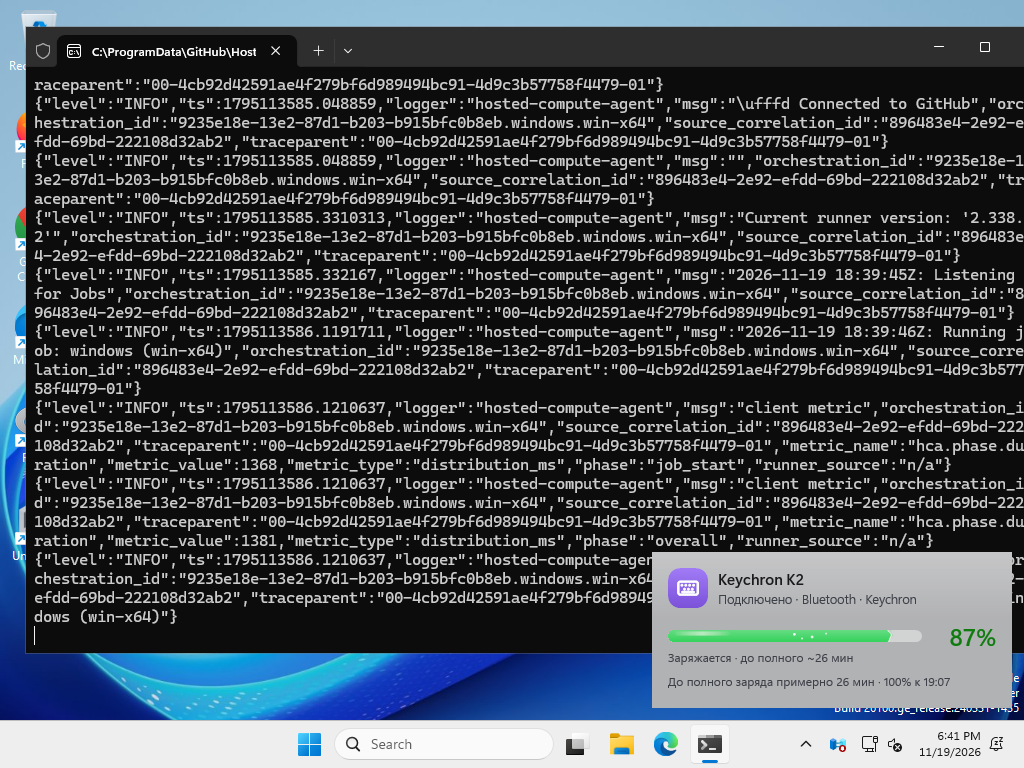 C:\ProgramData\GitHub\Host
raceparent":"00-4cb92d42591ae4f279bf6d989494bc91-4d9c3b57758f4479-01"}
{"level":"INFO","ts":1795113585.048859,"logger":"hosted-compute-agent","msg":"\ufffd Connected to GitHub","orc
hestration_id":"9235e18e-13e2-87d1-b203-b915bfc0b8eb.windows.win-x64","source_correlation_id":"896483e4-2e92-e
fdd-69bd-222108d32ab2","traceparent":"00-4cb92d42591ae4f279bf6d989494bc91-4d9c3b57758f4479-01"}
{"level":"INFO","ts":1795113585.048859,"logger":"hosted-compute-agent","msg":"","orchestration_id":"9235e18e-1
3e2-87d1-b203-b915bfc0b8eb.windows.win-x64","source_correlation_id":"896483e4-2e92-efdd-69bd-222108d32ab2","tr
aceparent":"00-4cb92d42591ae4f279bf6d989494bc91-4d9c3b57758f4479-01"}
{"level":"INFO","ts":1795113585.3310313,"logger":"hosted-compute-agent","msg":"Current runner version: '2.338.
2'","orchestration_id":"9235e18e-13e2-87d1-b203-b915bfc0b8eb.windows.win-x64","source_correlation_id":"896483e
4-2e92-efdd-69bd-222108d32ab2","traceparent":"00-4cb92d42591ae4f279bf6d989494bc91-4d9c3b57758f4479-01"}
{"level":"INFO","ts":1795113585.332167,"logger":"hosted-compute-agent","msg":"2026-11-19 18:39:45Z: Listening
for Jobs","orchestration_id":"9235e18e-13e2-87d1-b203-b915bfc0b8eb.windows.win-x64","source_correlation_id":"8
96483e4-2e92-efdd-69bd-222108d32ab2","traceparent":"00-4cb92d42591ae4f279bf6d989494bc91-4d9c3b57758f4479-01"}
{"level":"INFO","ts":1795113586.1191711,"logger":"hosted-compute-agent","msg":"2026-11-19 18:39:46Z: Running j
ob: windows (win-x64)","orchestration_id":"9235e18e-13e2-87d1-b203-b915bfc0b8eb.windows.win-x64","source_corre
lation_id":"896483e4-2e92-efdd-69bd-222108d32ab2","traceparent":"00-4cb92d42591ae4f279bf6d989494bc91-4d9c3b577
58f4479-01"}
{"level":"INFO","ts":1795113586.1210637,"logger":"hosted-compute-agent","msg":"client metric","orchestration_i
d":"9235e18e-13e2-87d1-b203-b915bfc0b8eb.windows.win-x64","source_correlation_id":"896483e4-2e92-efdd-69bd-222
108d32ab2","traceparent":"00-4cb92d42591ae4f279bf6d989494bc91-4d9c3b57758f4479-01","metric_name":"hca.phase.du
ration","metric_value":1368,"metric_type":"distribution_ms","phase":"job_start","runner_source":"n/a"}
{"level":"INFO","ts":1795113586.1210637,"logger":"hosted-compute-agent","msg":"client metric","orchestration_i
d":"9235e18e-13e2-87d1-b203-b915bfc0b8eb.windows.win-x64","source_correlation_id":"896483e4-2e92-efdd-69bd-222
108d32ab2","traceparent":"00-4cb92d42591ae4f279bf6d989494bc91-4d9c3b57758f4479-01","metric_name":"hca.phase.du
ration","metric_value":1381,"metric_type":"distribution_ms","phase":"overall","runner_source":"n/a"}
{"level":"INFO","ts":1795113586.1210637,"logger":"hosted-compute-age
chestration_id":"9235e18e-13e2-87d1-b203-b915bfc0b8eb.windows.win-x64
efdd-69bd-222108d32ab2","traceparent":"00-4cb92d42591ae4f279bf6d98949
dows (win-x64)"}
Keychron K2
Подключено · Bluetooth · Keychron
87%
Заряжается · до полного ~26 мин
До полного заряда примерно 26 мин · 100% к 19:07
Search
6:41 PM
11/19/2026